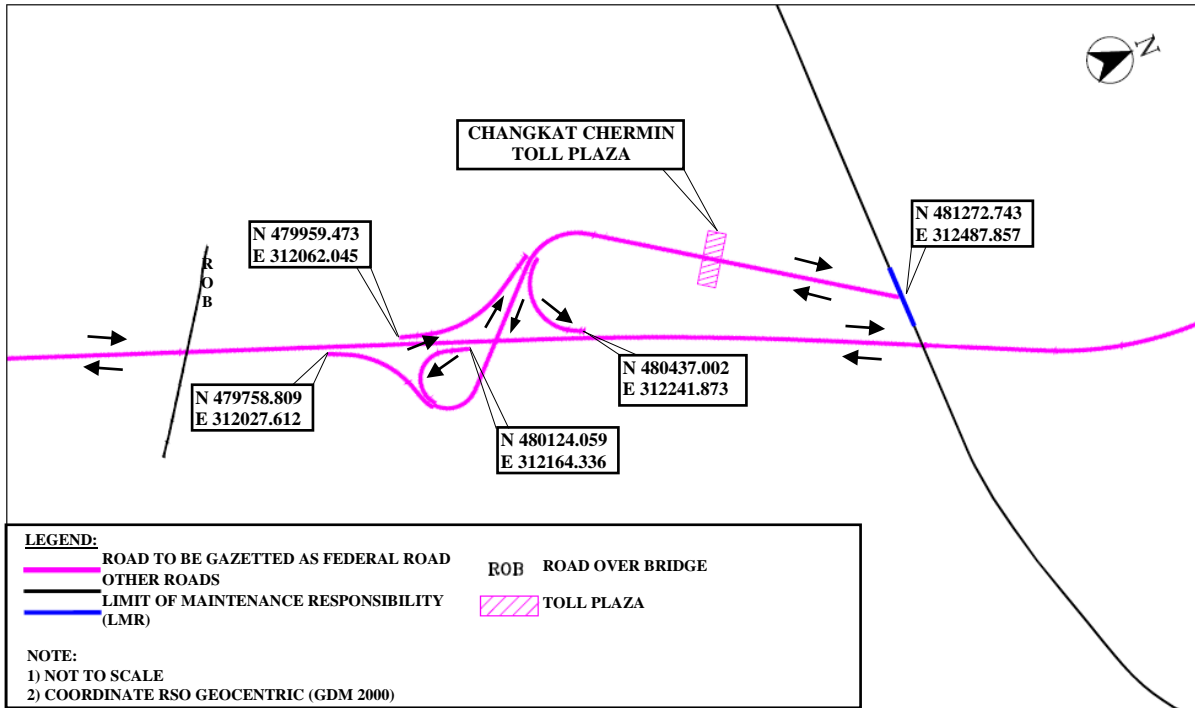 N
CHANGKAT CHERMIN
TOLL PLAZA
N 481272.743
E 312487.857
N 479959.473
E 312062.045
R
O
B
N 480437.002
E 312241.873
N 479758.809
E 312027.612
N 480124.059
E 312164.336
LEGEND:
ROAD TO BE GAZETTED AS FEDERAL ROAD
OTHER ROADS
LIMIT OF MAINTENANCE RESPONSIBILITY
(LMR)
ROB ROAD OVER BRIDGE
TOLL PLAZA
NOTE:
1) NOT TO SCALE
2) COORDINATE RSO GEOCENTRIC (GDM 2000)